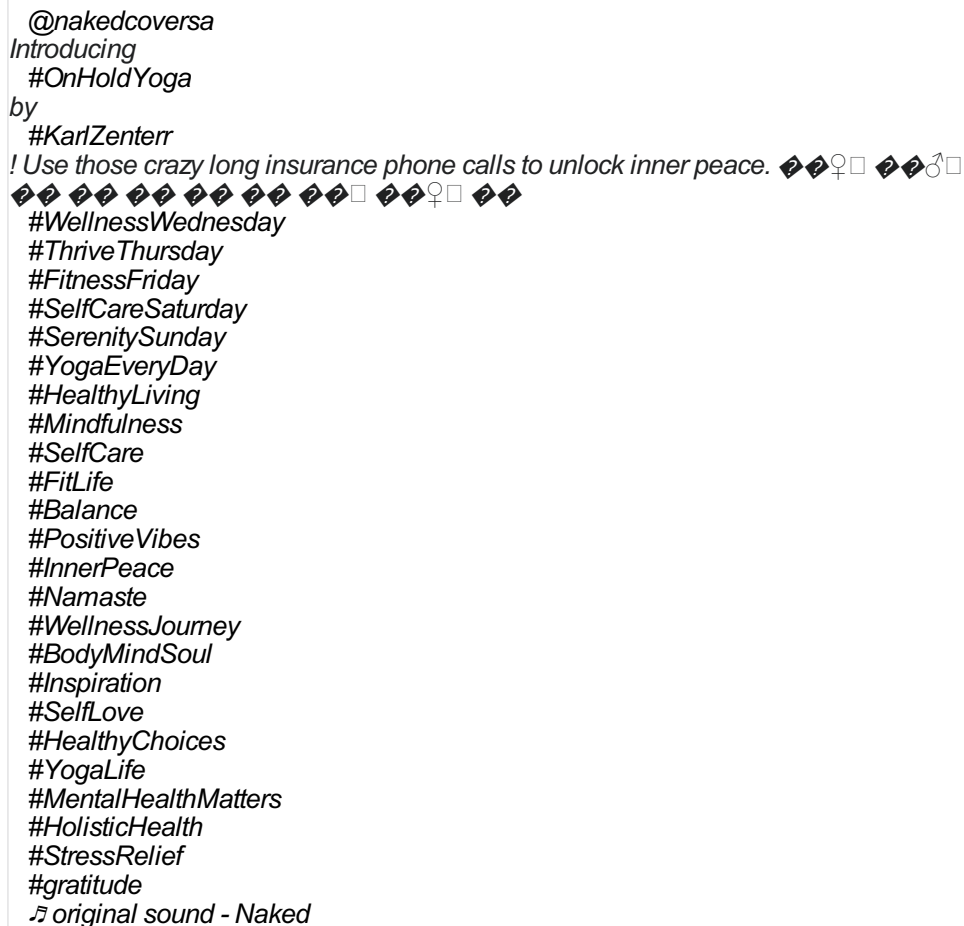 @nakedcoversa
Introducing
#OnHoldYoga
by
#KarlZenterr
! Use those crazy long insurance phone calls to unlock inner peace. ��♀□ ��♂□
�� �� �� �� �� ��□ ��♀□ ��
#WellnessWednesday
#ThriveThursday
#FitnessFriday
#SelfCareSaturday
#SerenitySunday
#YogaEveryDay
#HealthyLiving
#Mindfulness
#SelfCare
#FitLife
#Balance
#PositiveVibes
#InnerPeace
#Namaste
#WellnessJourney
#BodyMindSoul
#Inspiration
#SelfLove
#HealthyChoices
#YogaLife
#MentalHealthMatters
#HolisticHealth
#StressRelief
#gratitude
♬ original sound - Naked